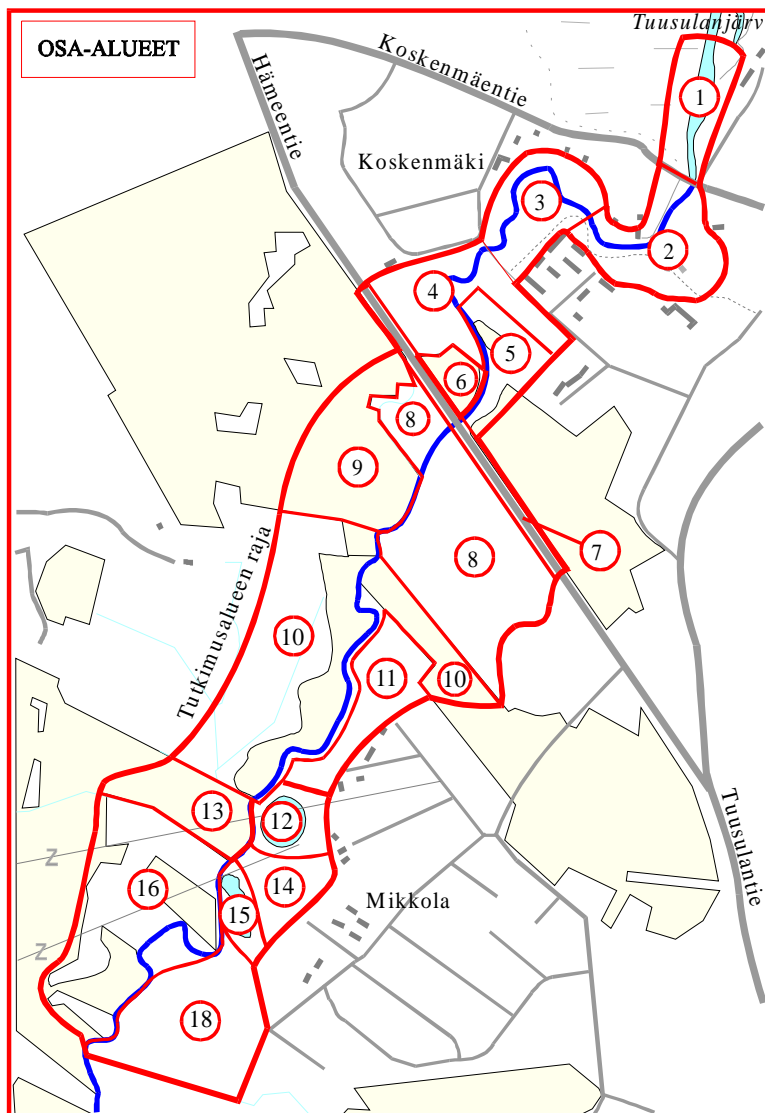 OSA-ALUEET
Tuusulanjärv
Koskenmäentie
Hämeentie
1
Koskenmäki
3
2
4
5
6
8
9
7
8
Tutkimusalueen raja
10
11
10
13
12
Tuusulantie
Z
16
14
Mikkola
15
Z
18